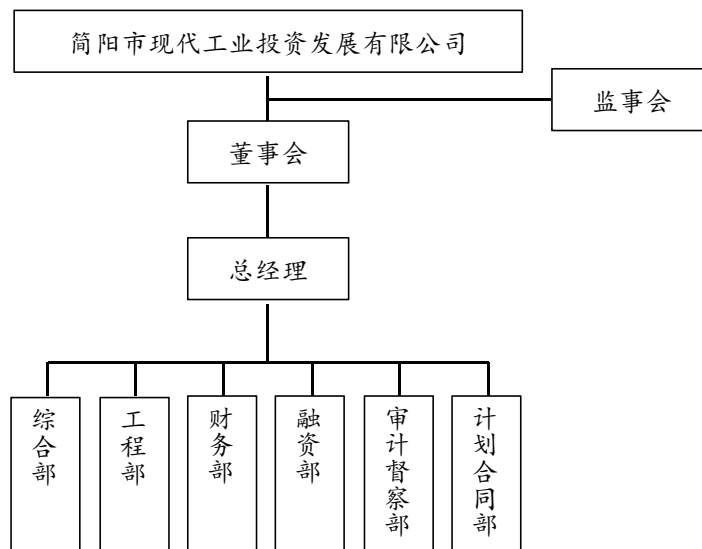 简阳市现代工业投资发展有限公司
监事会
董事会
总经理
综合部
工程部
财务部
融资部
审计督察部
计划合同部